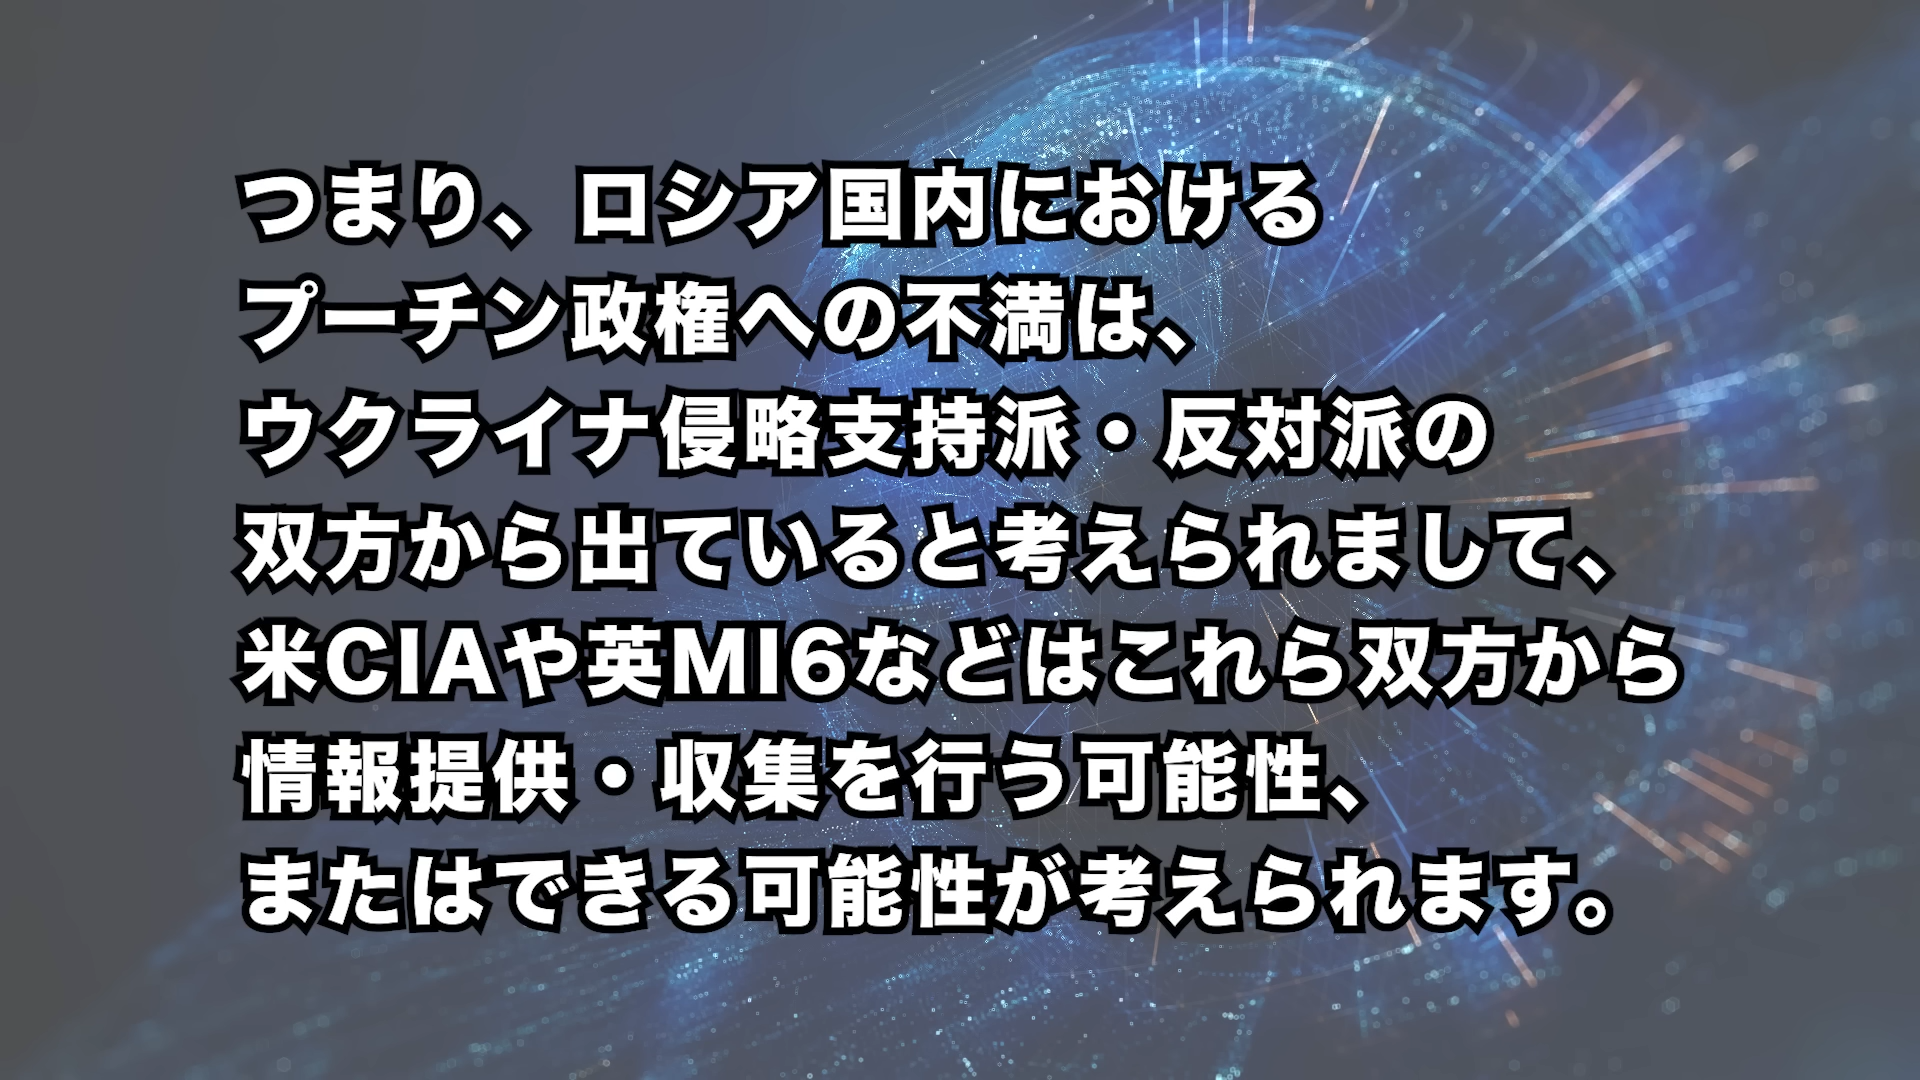 つまり、ロシア国内における
プーチン政権への不満は、
ウクライナ侵略支持派・反対派の
双方から出ていると考えられまして、
米CIAや英MI6などはこれら双方から
情報提供・収集を行う可能性、
またはできる可能性が考えられます。